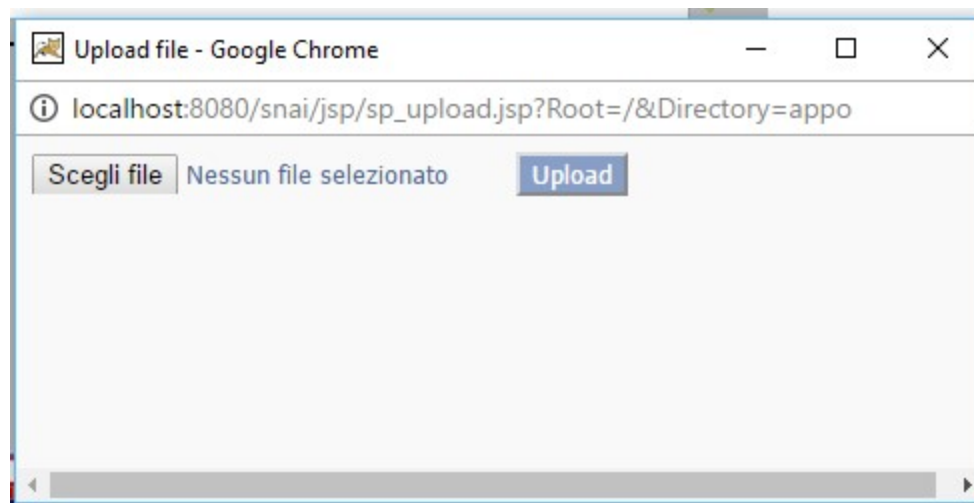 Upload file - Google Chrome
localhost:8080/snai/jsp/sp_upload.jsp?Root=/&Directory=appo
Scegli file Nessun file selezionato Upload